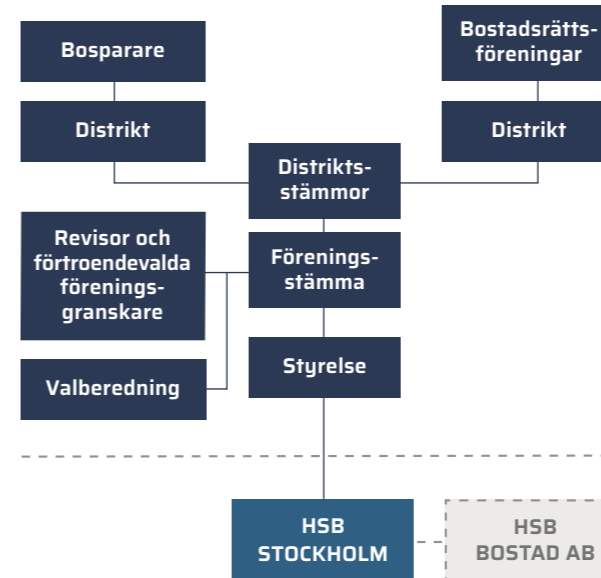 Bosparare
Bostadsrätts-
föreningar
Distrikt
Distrikt
Distrikts-
stämmor
Revisor och
förtroendevalda
förenings-
granskare
Förenings-
stämma
Valberedning
Styrelse
HSB
STOCKHOLM
HSB
BOSTAD AB